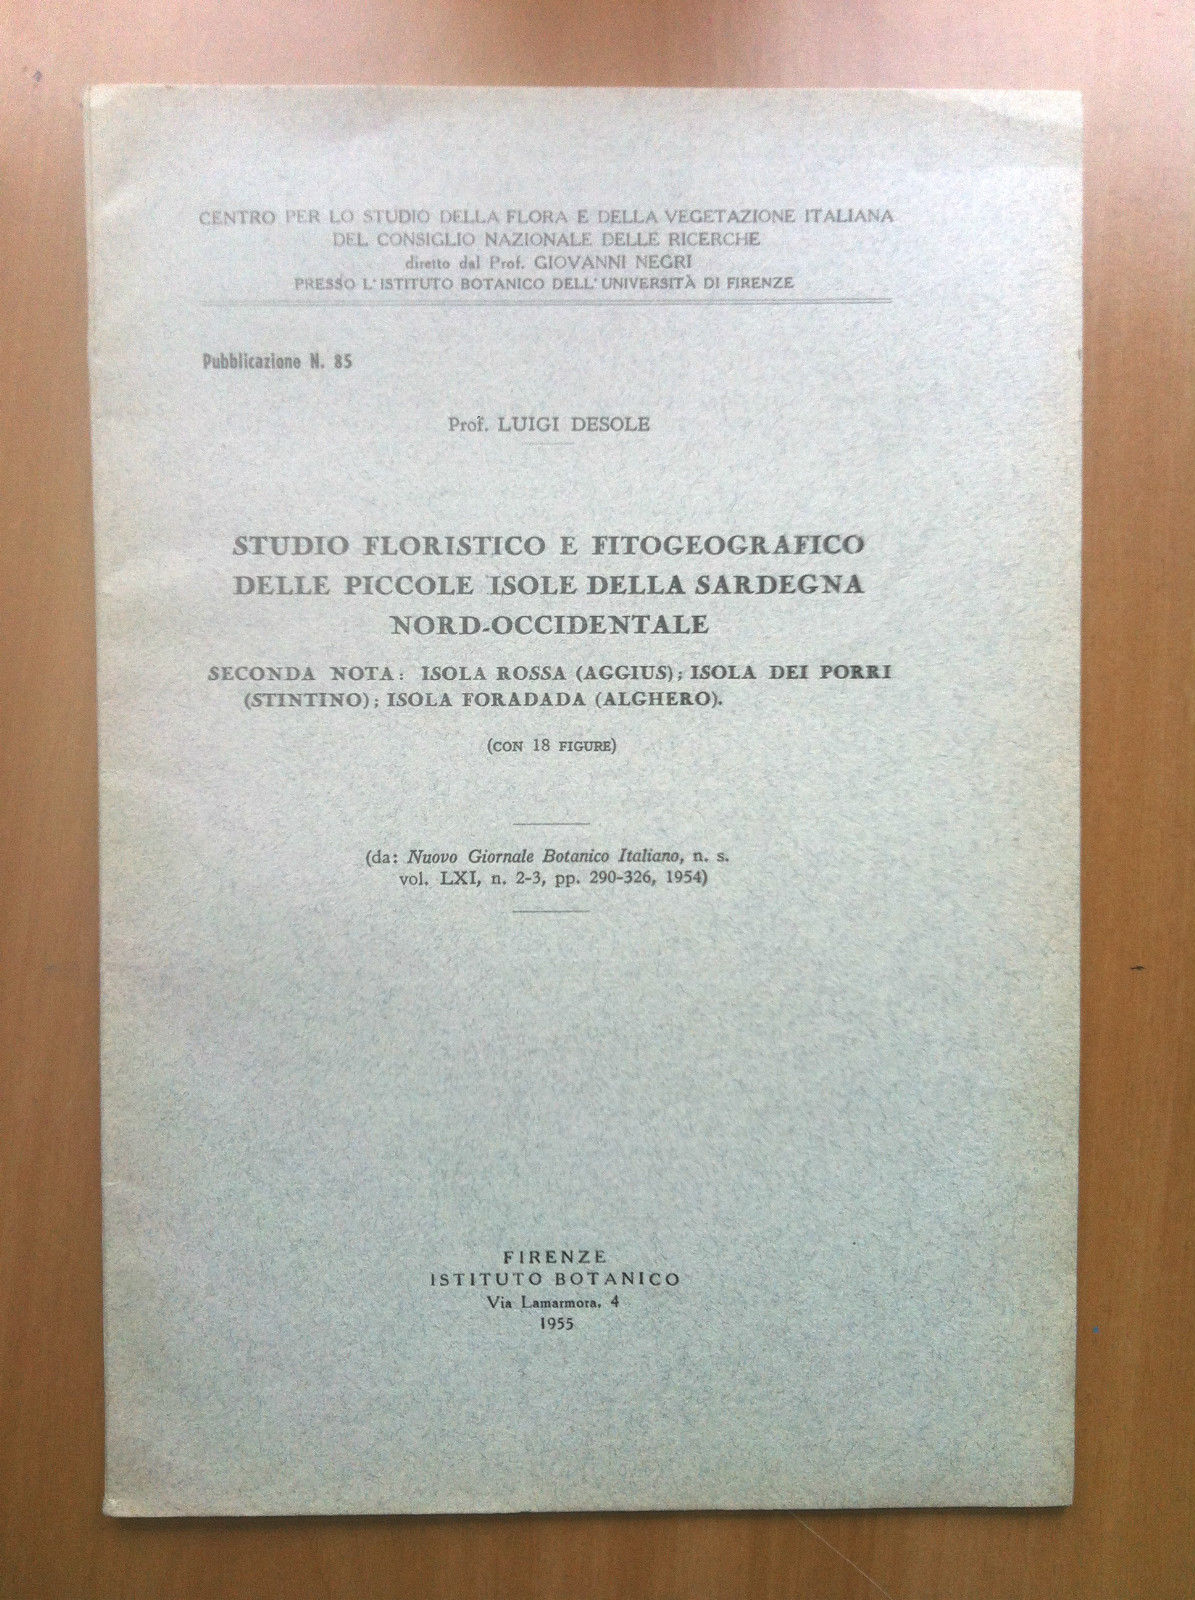 CENTRO PER LO STUDIO DELLA FLORA E DELLA VEGETAZIONE ITALIANA
DEL CONSIGLIO NAZIONALE DELLE RICERCHE
diretto dal Prof. GIOVANNI NEGRI
PRESSO L'ISTITUTO BOTANICO DELL'UNIVERSITÀ DI FIRENZE
Pubblicazione N. 85
Prof. LUIGI DESOLE
STUDIO FLORISTICO E FITOGEOGRAFICO
DELLE PICCOLE ISOLE DELLA SARDEGNA
NORD-OCCIDENTALE
SECONDA NOTA: ISOLA ROSSA (AGGIUS); ISOLA DEI PORRI
(STINTINO); ISOLA FORADADA (ALGHERO).
(CON 18 FIGURE)
(da: Nuovo Giornale Botanico Italiano, n. s.
vol. LXI, n. 2-3, pp. 290-326, 1954)
FIRENZE
ISTITUTO BOTANICO
Via Lamarmora, 4
1955